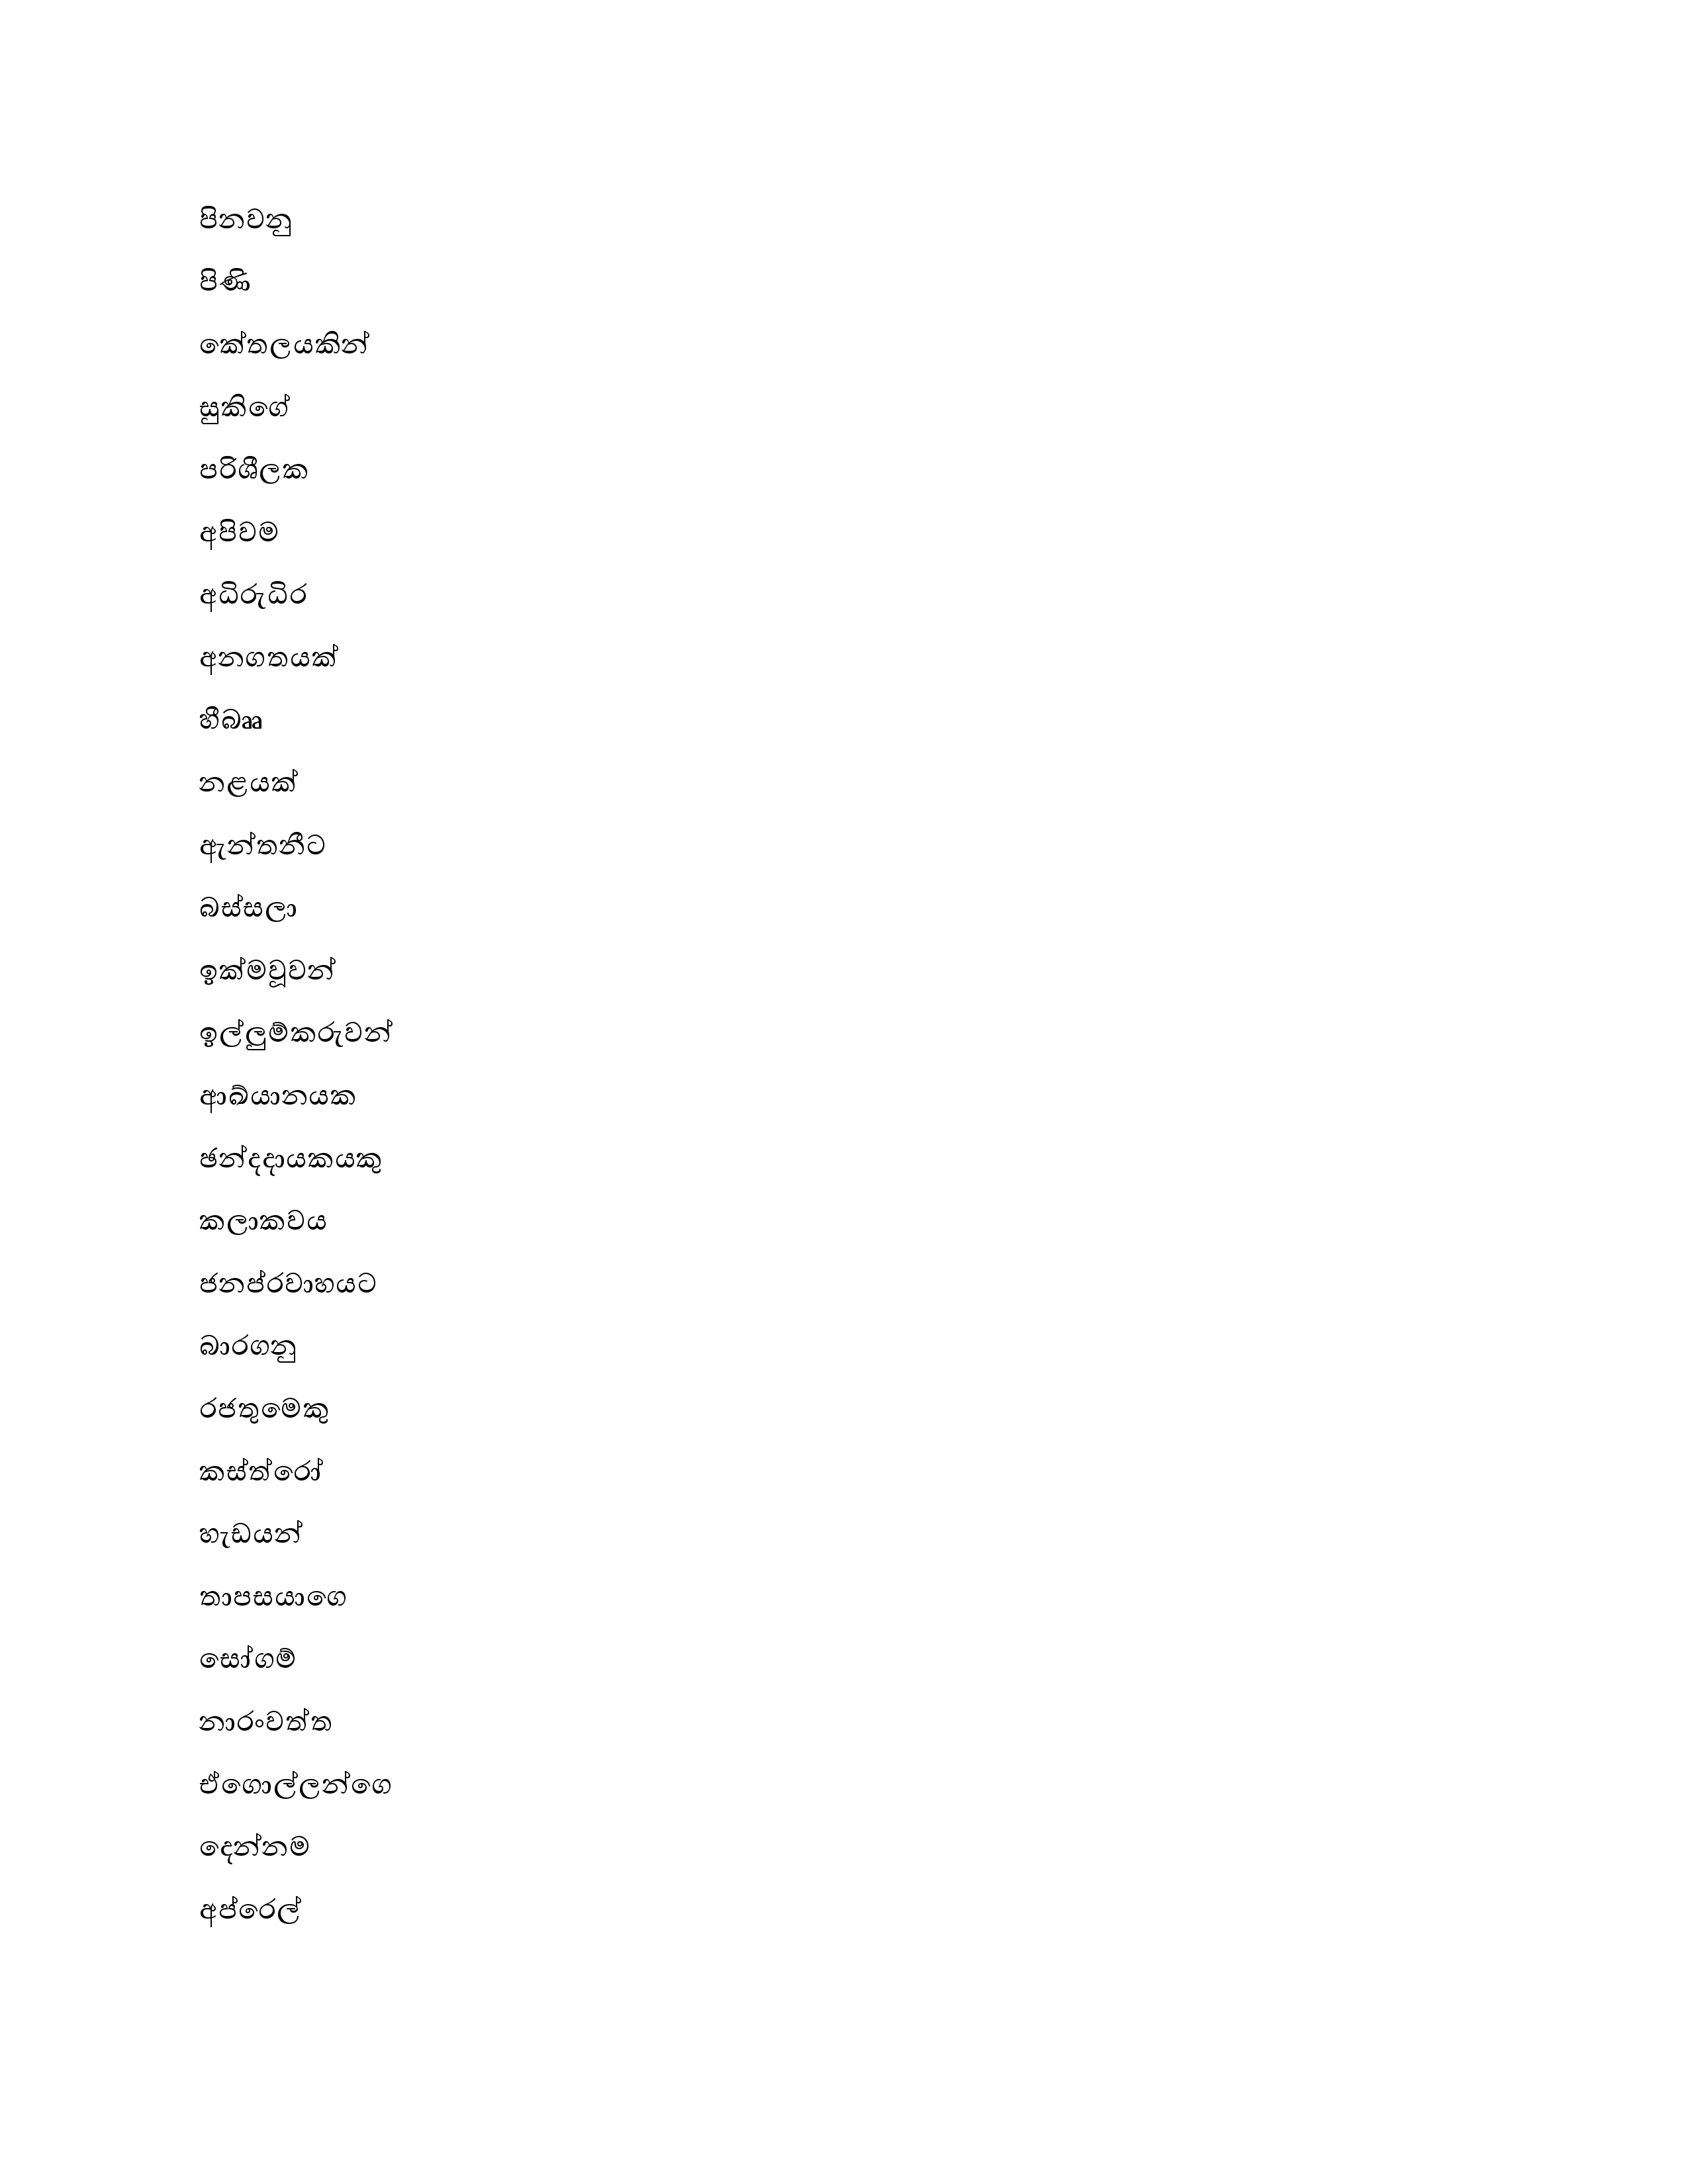 පිනවනු
පිණි
කේතලයකින්
සුකිගේ
පරිශීලක
අපිවම
අධිරුධිර
අනගතයක්
හීබෲ
නළයක්
ඇන්තනීට
බස්සලා
ඉක්මවූවන්
ඉල්ලුම්කරුවන්
ආඛ්යානයක
ඡන්දදායකයකු
කලාකවය
ජනප්රවාහයට
බාරගනු
රජතුමෙකු
කස්ත්රෝ
හැඩයන්
තාපසයාගෙ
සෝගම්
නාරංවත්ත
ඒගොල්ලන්ගෙ
දෙන්නම
අප්රෙල්